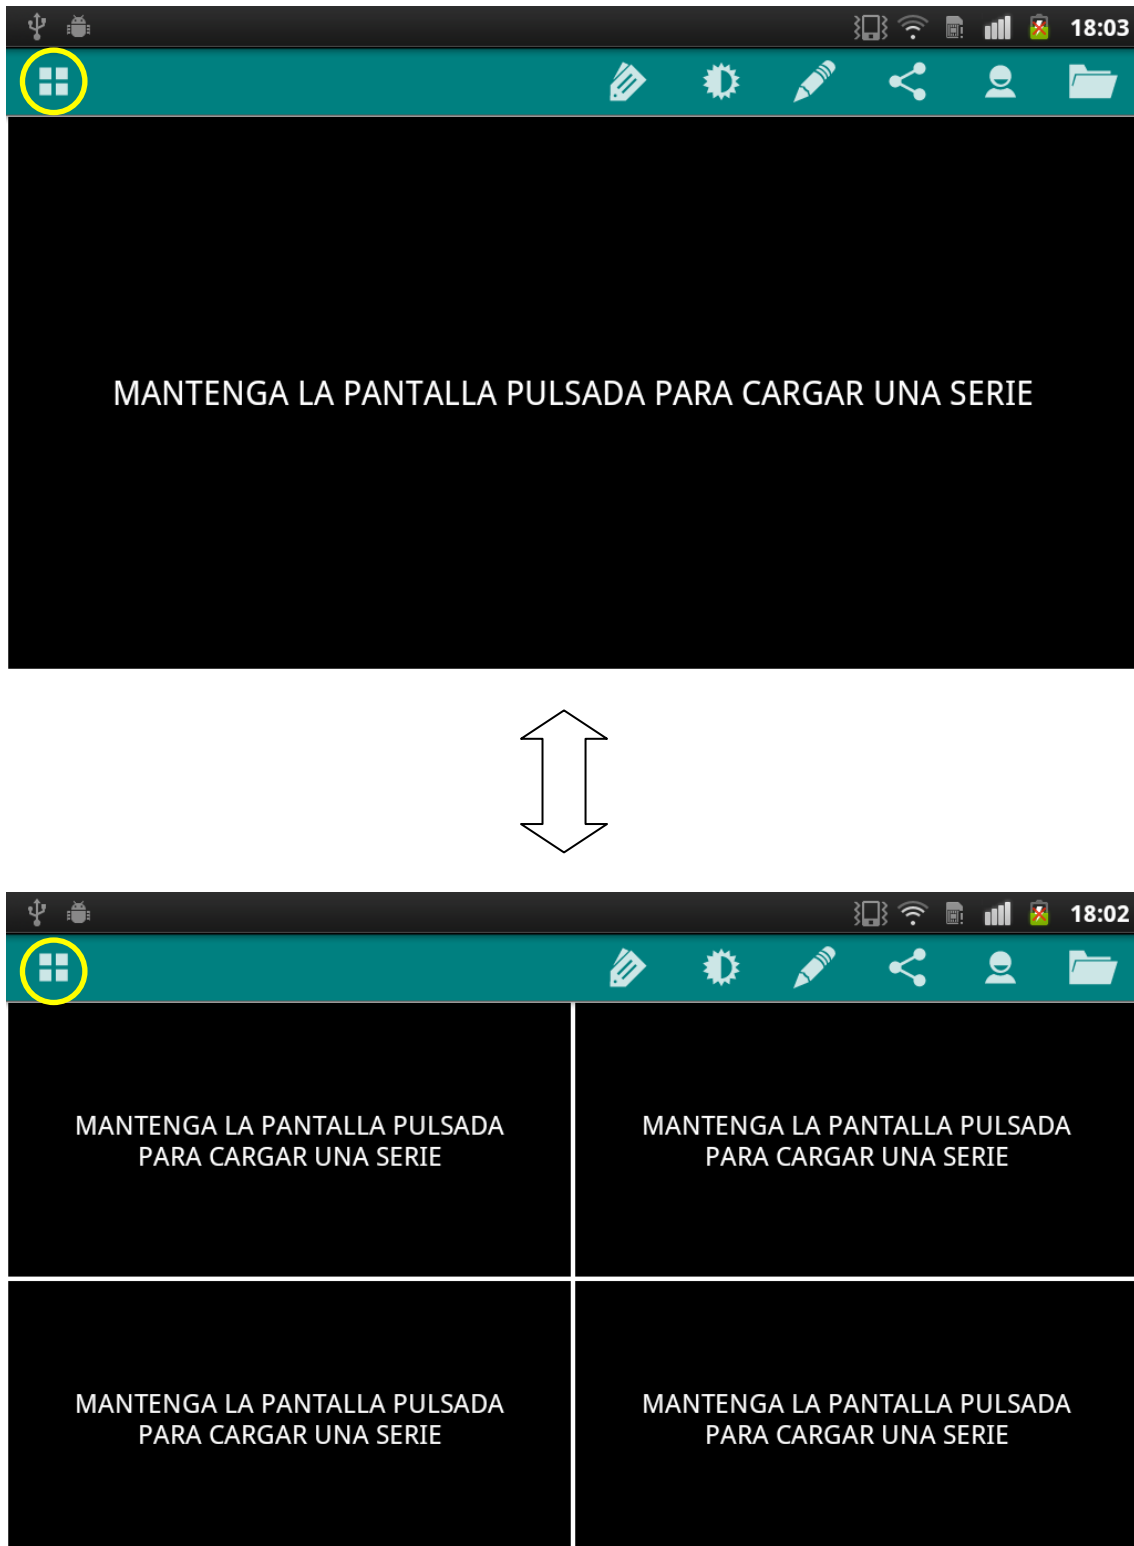 18:03
MANTENGA LA PANTALLA PULSADA PARA CARGAR UNA SERIE
18:02
MANTENGA LA PANTALLA PULSADA
PARA CARGAR UNA SERIE
MANTENGA LA PANTALLA PULSADA
PARA CARGAR UNA SERIE
MANTENGA LA PANTALLA PULSADA
PARA CARGAR UNA SERIE
MANTENGA LA PANTALLA PULSADA
PARA CARGAR UNA SERIE